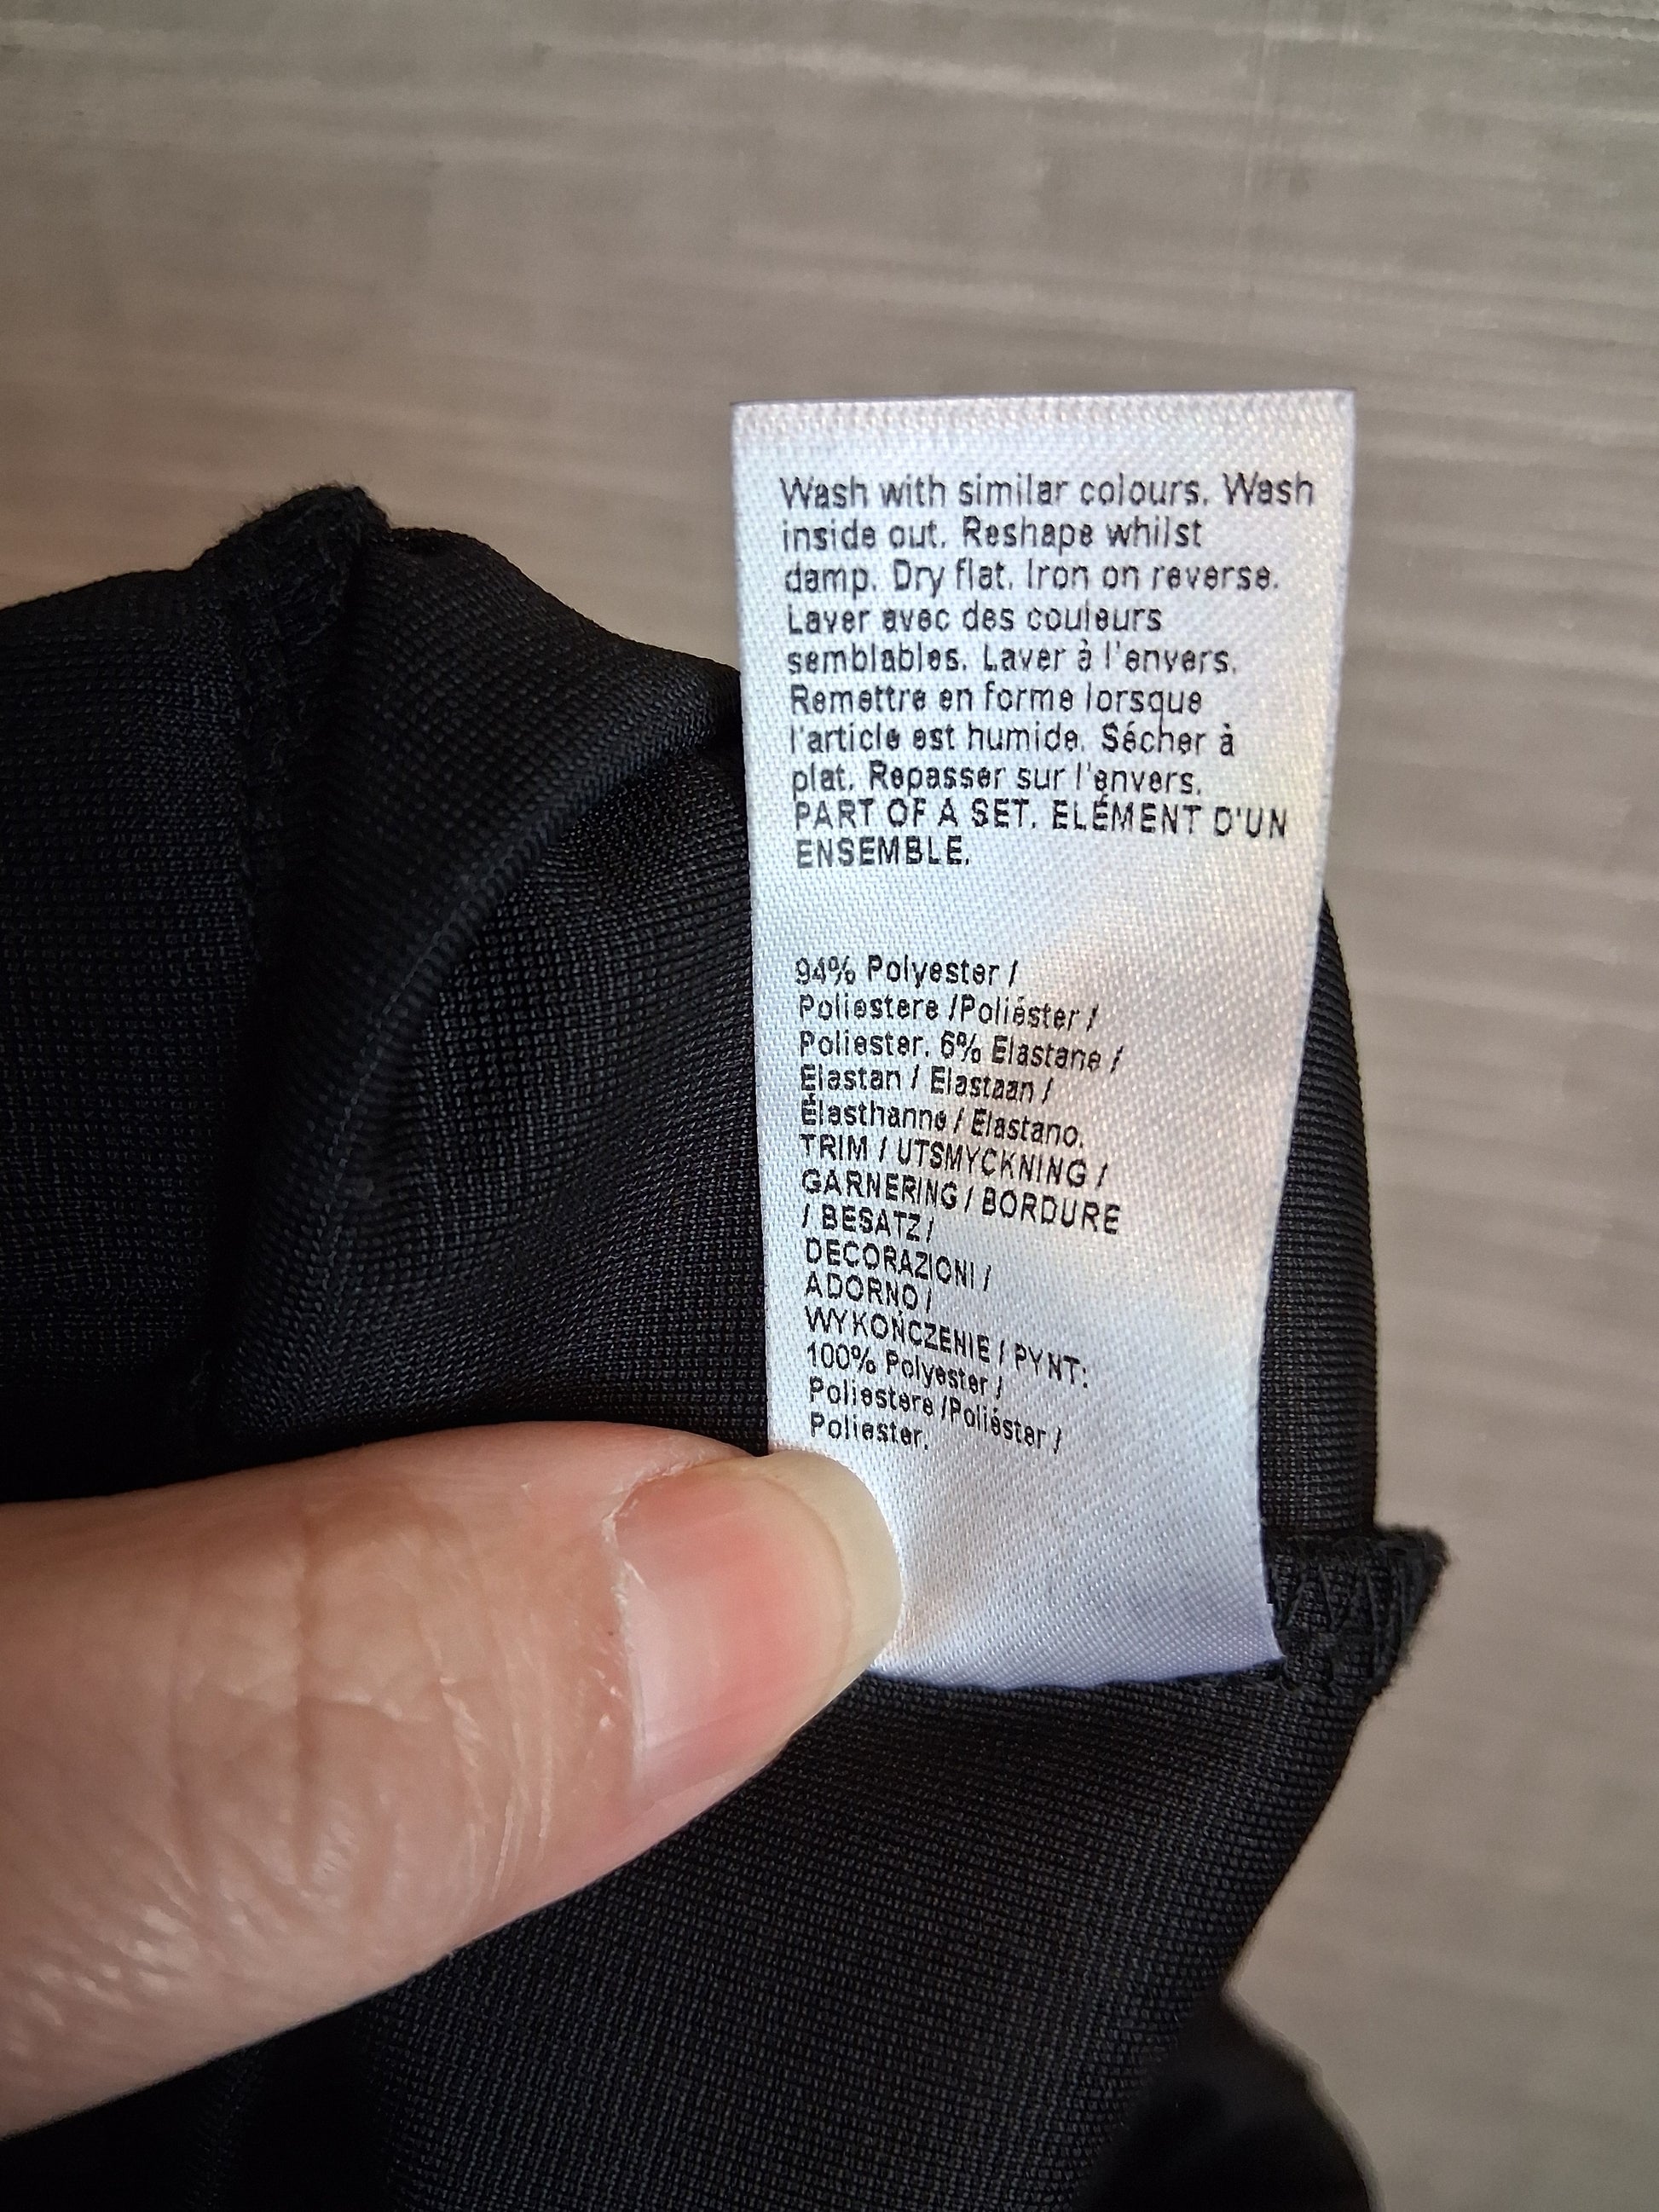 Wash with similar colours. Wash
inside out. Reshape whilst
damp. Dry flat. Iron on reverse.
Laver avec des couleurs
semblables. Laver à l'envers.
Remettre en forme lorsque
l'article est humide. Sécher à
plat. Repasser sur l'envers.
PART OF A SET. ELÉMENT D'UN
ENSEMBLE.
94% Polyester /
Poliestere /Poliéster /
Poliester. 6% Elastane /
Elastan / Elastaan /
Élasthanne / Elastano.
TRIM / UTSMYCKNING /
GARNERING / BORDURE
/ BESATZ /
DECORAZIONI /
ADORNO /
WYKOŃCZENIE / PYNT:
100% Polyester /
Poliestere /Poliéster /
Poliester.